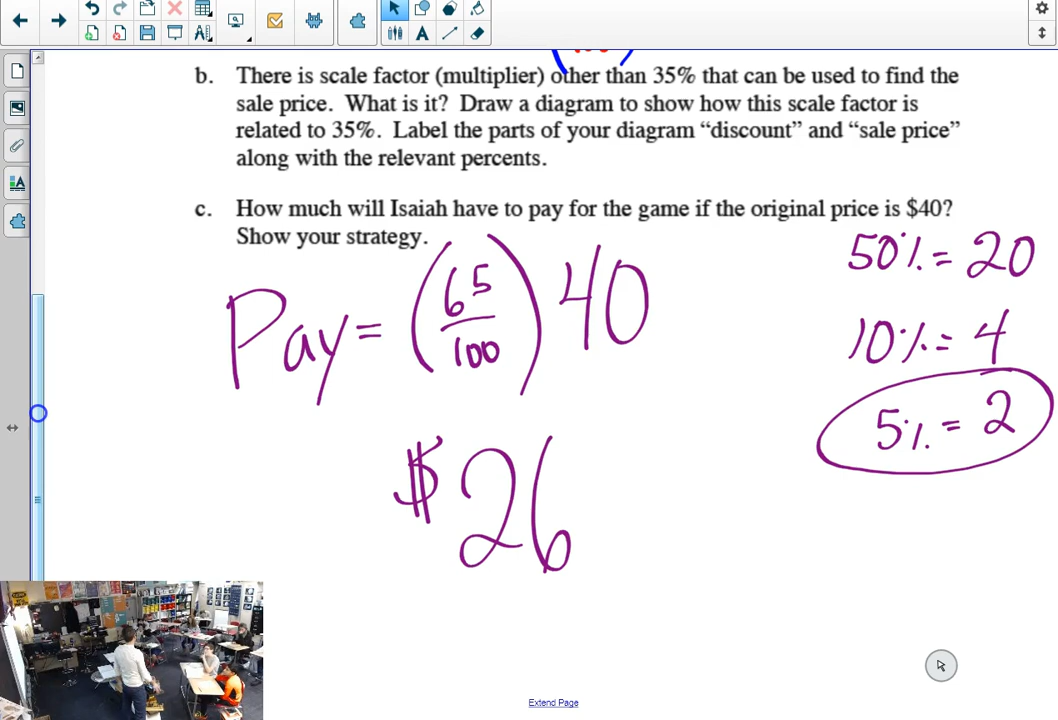 b. There is scale factor (multiplier) other than 35% that can be used to find the
sale price. What is it? Draw a diagram to show how this scale factor is
related to 35%. Label the parts of your diagram “discount” and “sale price”
along with the relevant percents.
c. How much will Isaiah have to pay for the game if the original price is $40?
Show your strategy.
Pay = (65/100) 40
$26
50% = 20
10% = 4
5% = 2
Extend Page